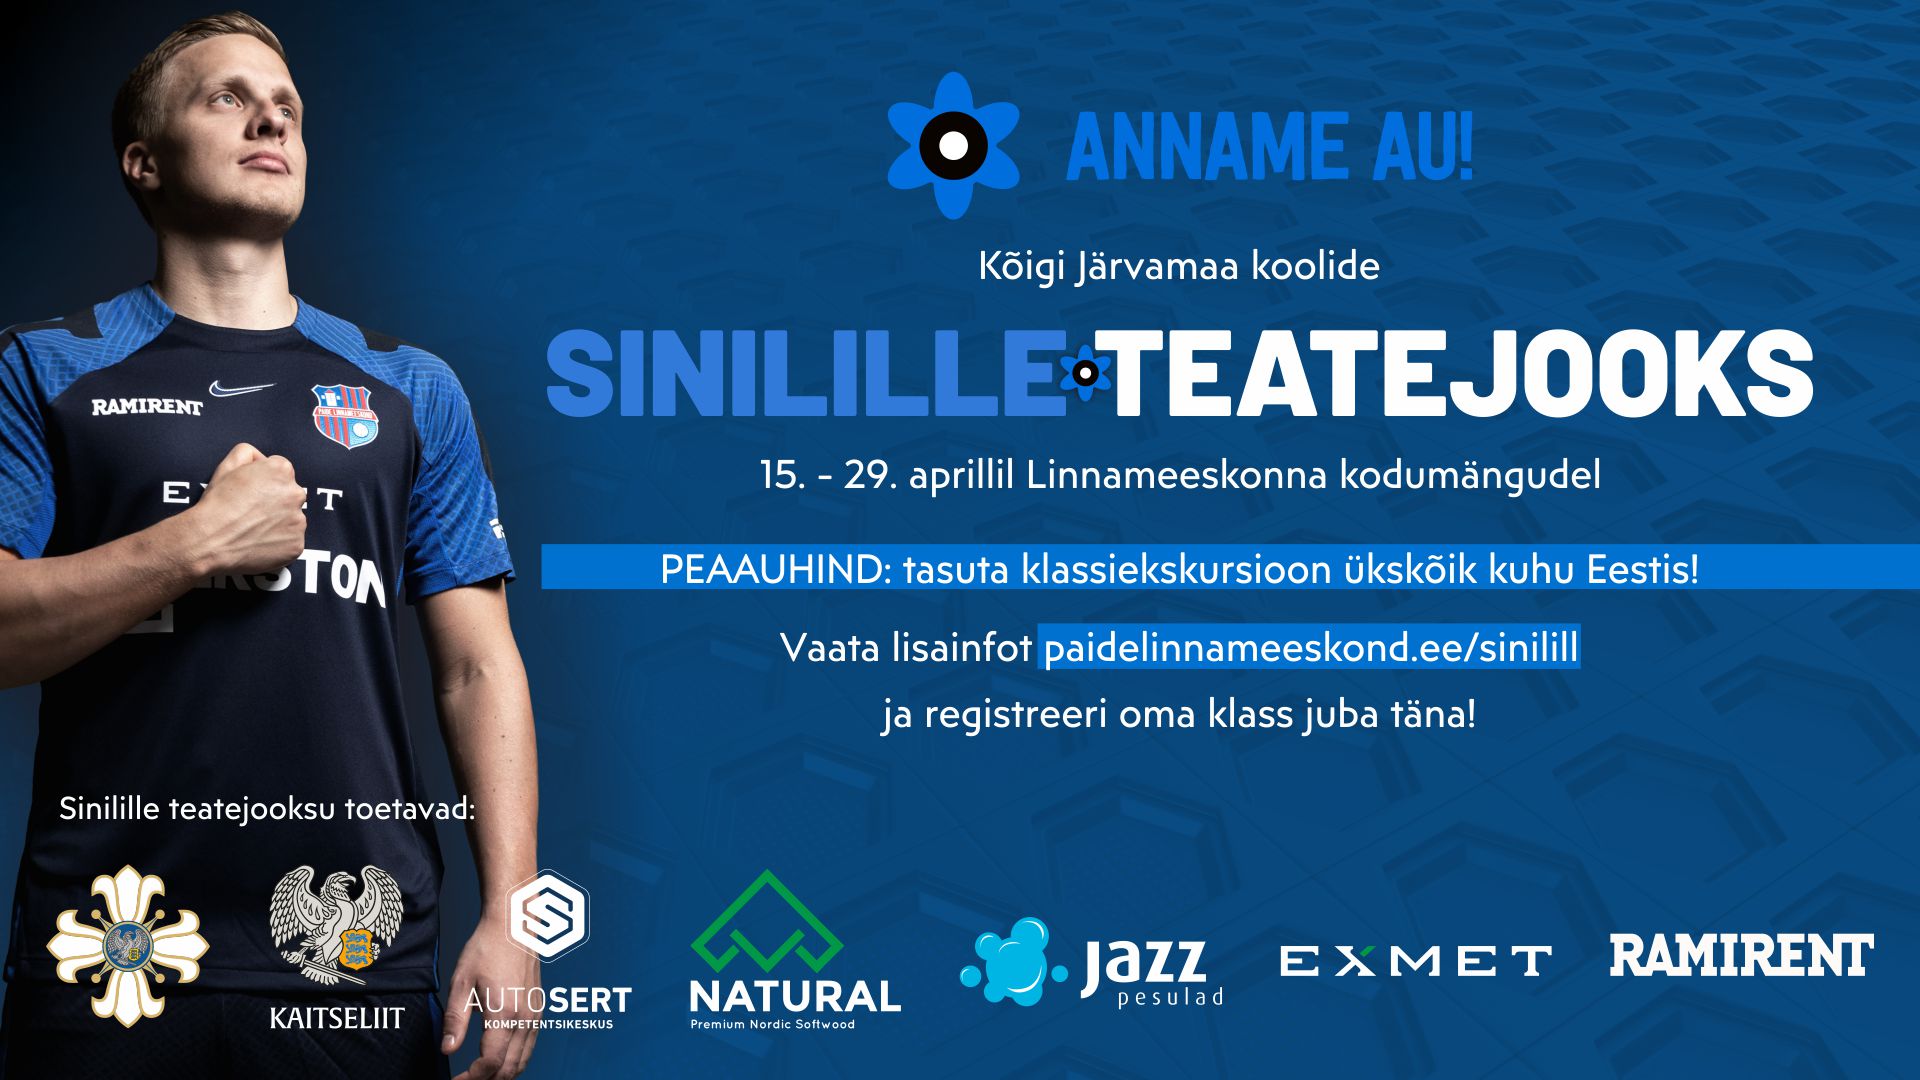 ANNAME AU!
Kõigi Järvamaa koolide
SINILILLE TEATEJOOKS
15. - 29. aprillil Linnameeskonna kodumängudel
PEAAUHIND: tasuta klassiekskursioon ükskõik kuhu Eestis!
Vaata lisainfot paidelinnameeskond.ee/sinilill
ja registreeri oma klass juba täna!
RAMIRENT
PAIDE LINNAMEESKOND
Sinilille teatejooksu toetavad:
KAITSELIIT
AUTOSERT
KOMPETENTSIKESKUS
NATURAL
Premium Nordic Softwood
jazz
pesulad
EXMET
RAMIRENT